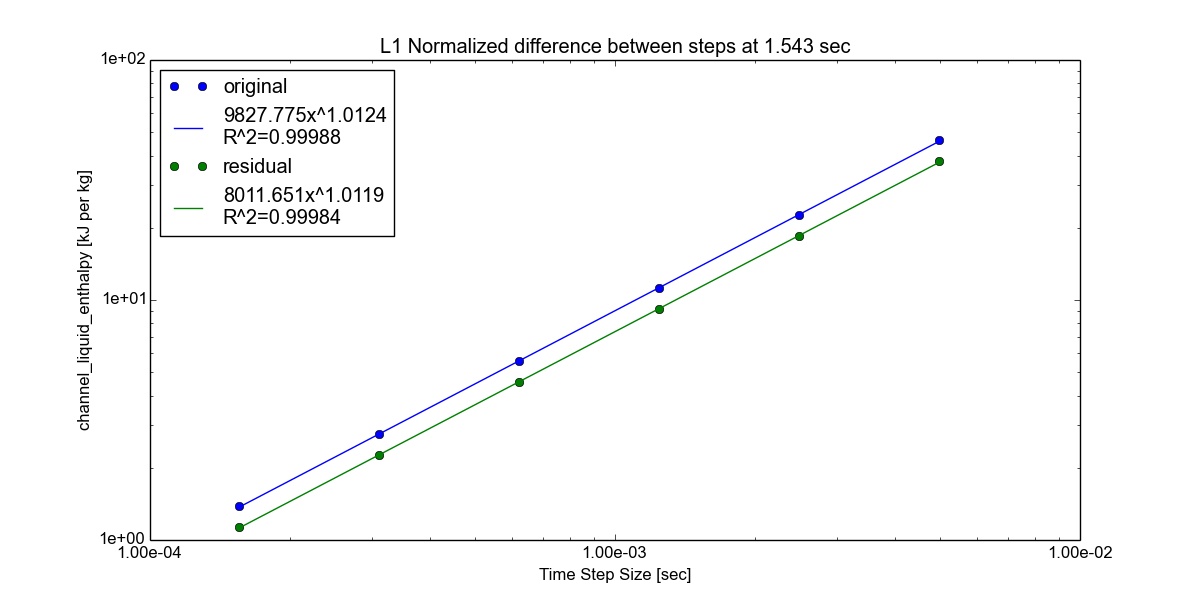 L1 Normalized difference between steps at 1.543 sec
1e+02
original
9827.775x^1.0124
R^2=0.99988
residual
8011.651x^1.0119
R^2=0.99984
channel_liquid_enthalpy [kJ per kg]
1e+01
1e+00
1.00e-04
1.00e-03
1.00e-02
Time Step Size [sec]